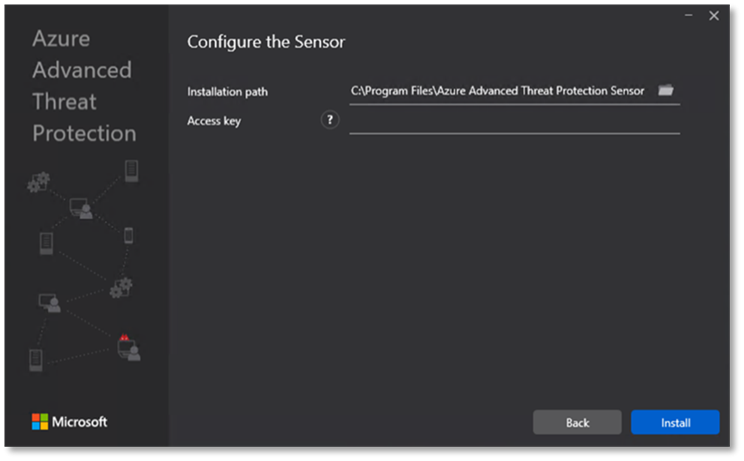 Azure
Advanced
Threat
Protection
Configure the Sensor
Installation path C:\Program Files\Azure Advanced Threat Protection Sensor
Access key ?
Microsoft
Back Install